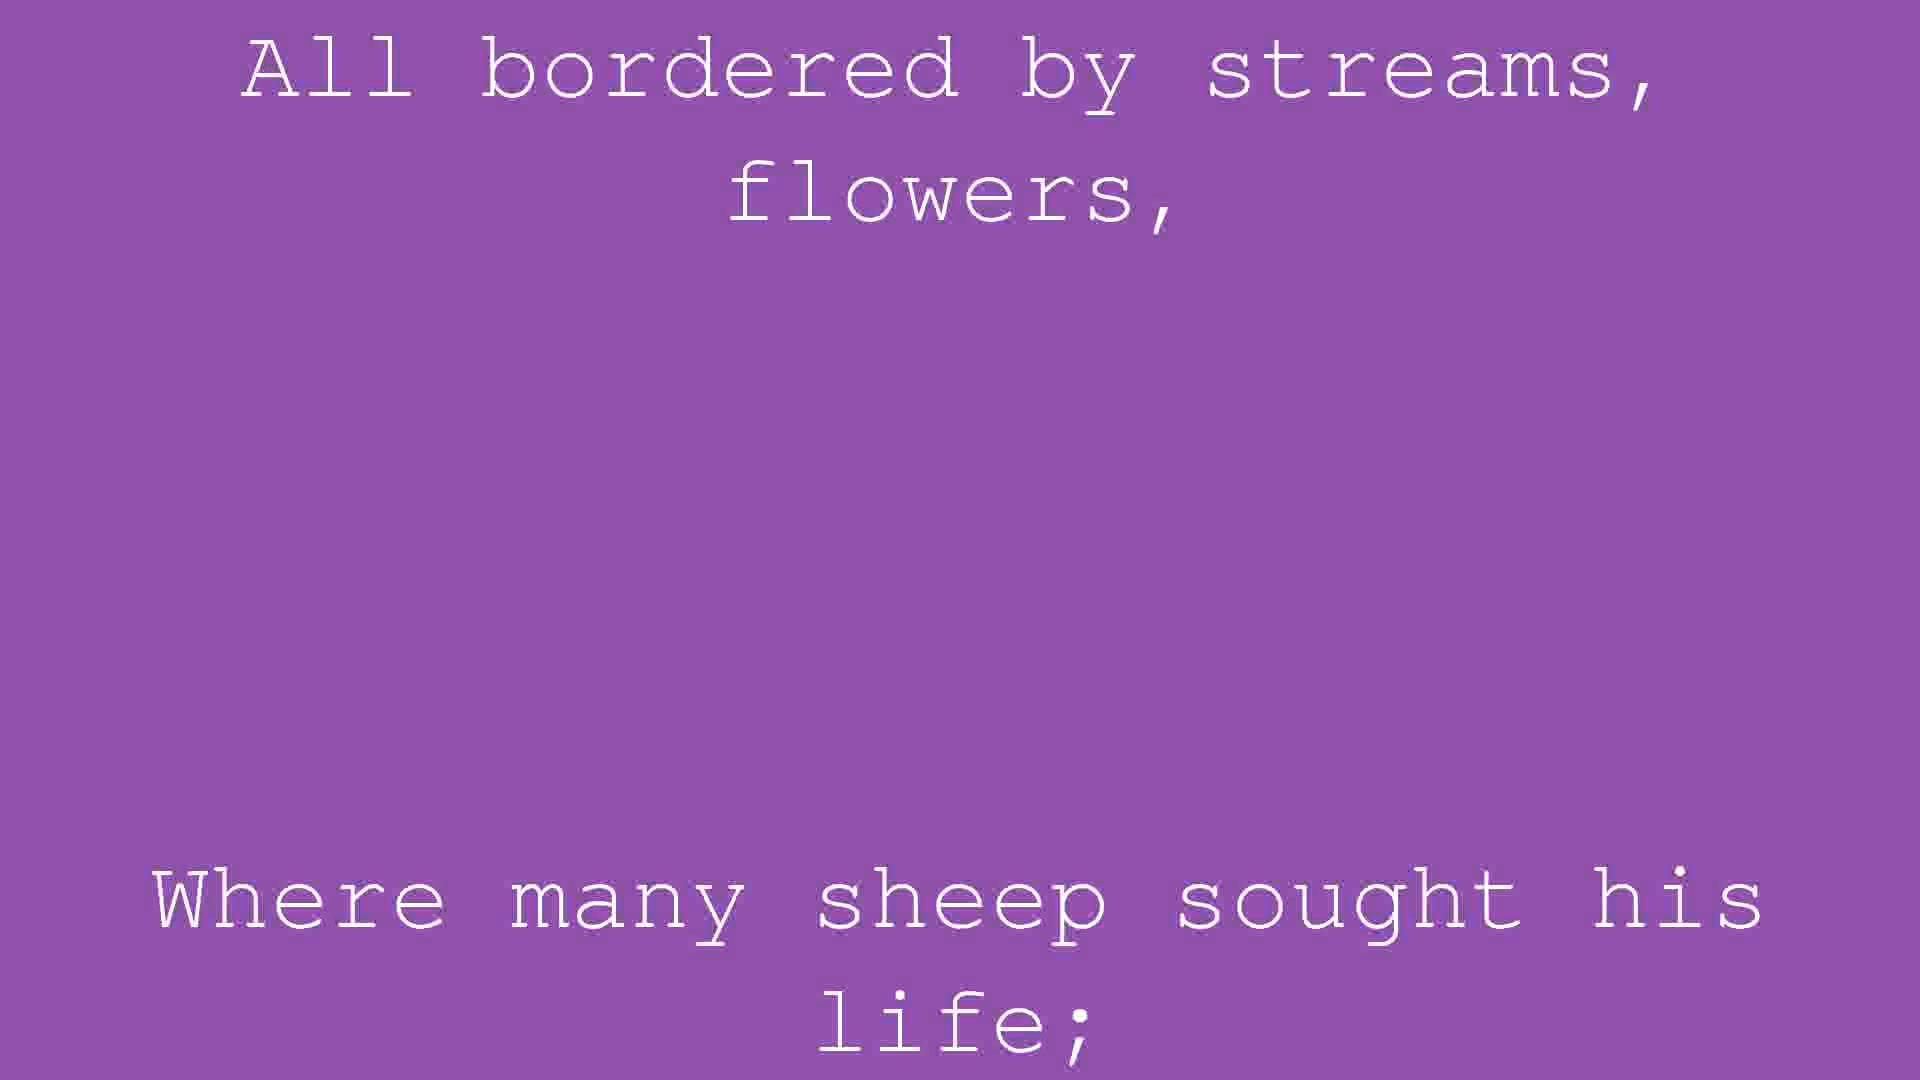 All bordered by streams,
flowers,
Where many sheep sought his
life;